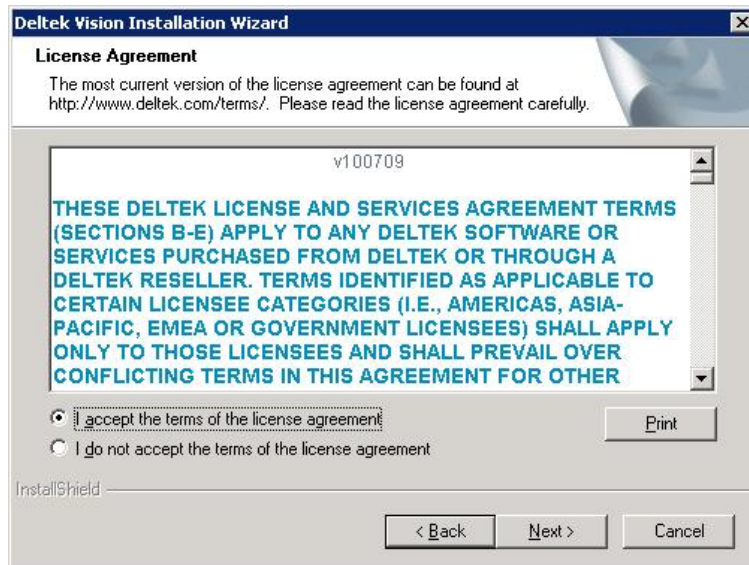 Deltek Vision Installation Wizard
License Agreement
The most current version of the license agreement can be found at
http://www.deltek.com/terms/. Please read the license agreement carefully.
v100709
THESE DELTEK LICENSE AND SERVICES AGREEMENT TERMS
(SECTIONS B-E) APPLY TO ANY DELTEK SOFTWARE OR
SERVICES PURCHASED FROM DELTEK OR THROUGH A
DELTEK RESELLER. TERMS IDENTIFIED AS APPLICABLE TO
CERTAIN LICENSEE CATEGORIES (I.E., AMERICAS, ASIA-
PACIFIC, EMEA OR GOVERNMENT LICENSEES) SHALL APPLY
ONLY TO THOSE LICENSEES AND SHALL PREVAIL OVER
CONFLICTING TERMS IN THIS AGREEMENT FOR OTHER
I accept the terms of the license agreement
Print
I do not accept the terms of the license agreement
InstallShield
< Back
Next >
Cancel